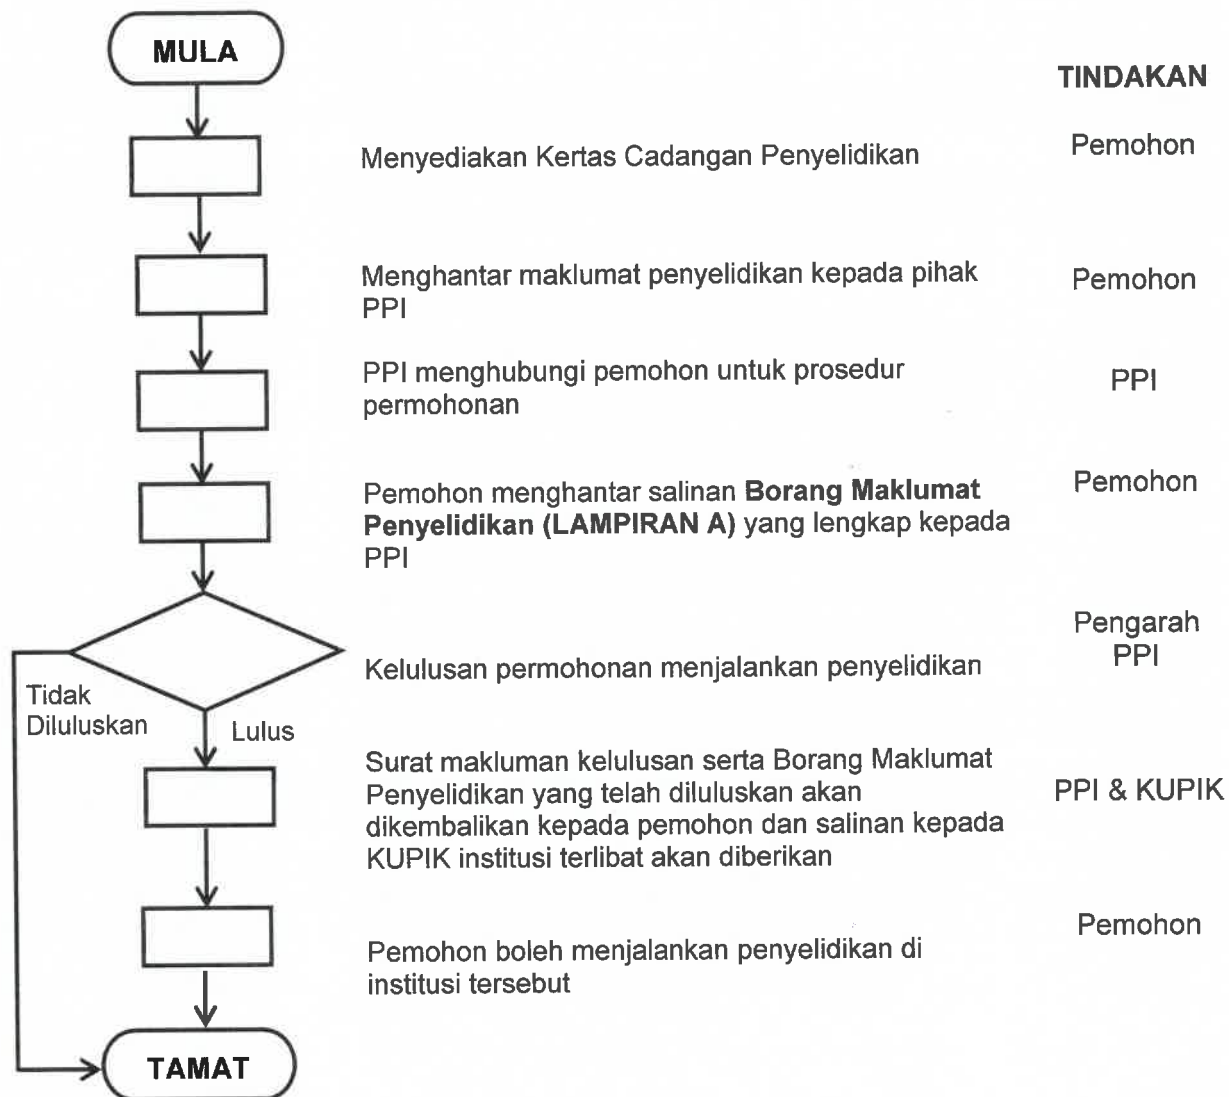 MULA
TINDAKAN
Menyediakan Kertas Cadangan Penyelidikan
Pemohon
Menghantar maklumat penyelidikan kepada pihak
PPI
Pemohon
PPI menghubungi pemohon untuk prosedur
permohonan
PPI
Pemohon menghantar salinan Borang Maklumat
Penyelidikan (LAMPIRAN A) yang lengkap kepada
PPI
Pemohon
Kelulusan permohonan menjalankan penyelidikan
Pengarah
PPI
Tidak
Diluluskan
Lulus
Surat makluman kelulusan serta Borang Maklumat
Penyelidikan yang telah diluluskan akan
dikembalikan kepada pemohon dan salinan kepada
KUPIK institusi terlibat akan diberikan
PPI & KUPIK
Pemohon boleh menjalankan penyelidikan di
institusi tersebut
Pemohon
TAMAT